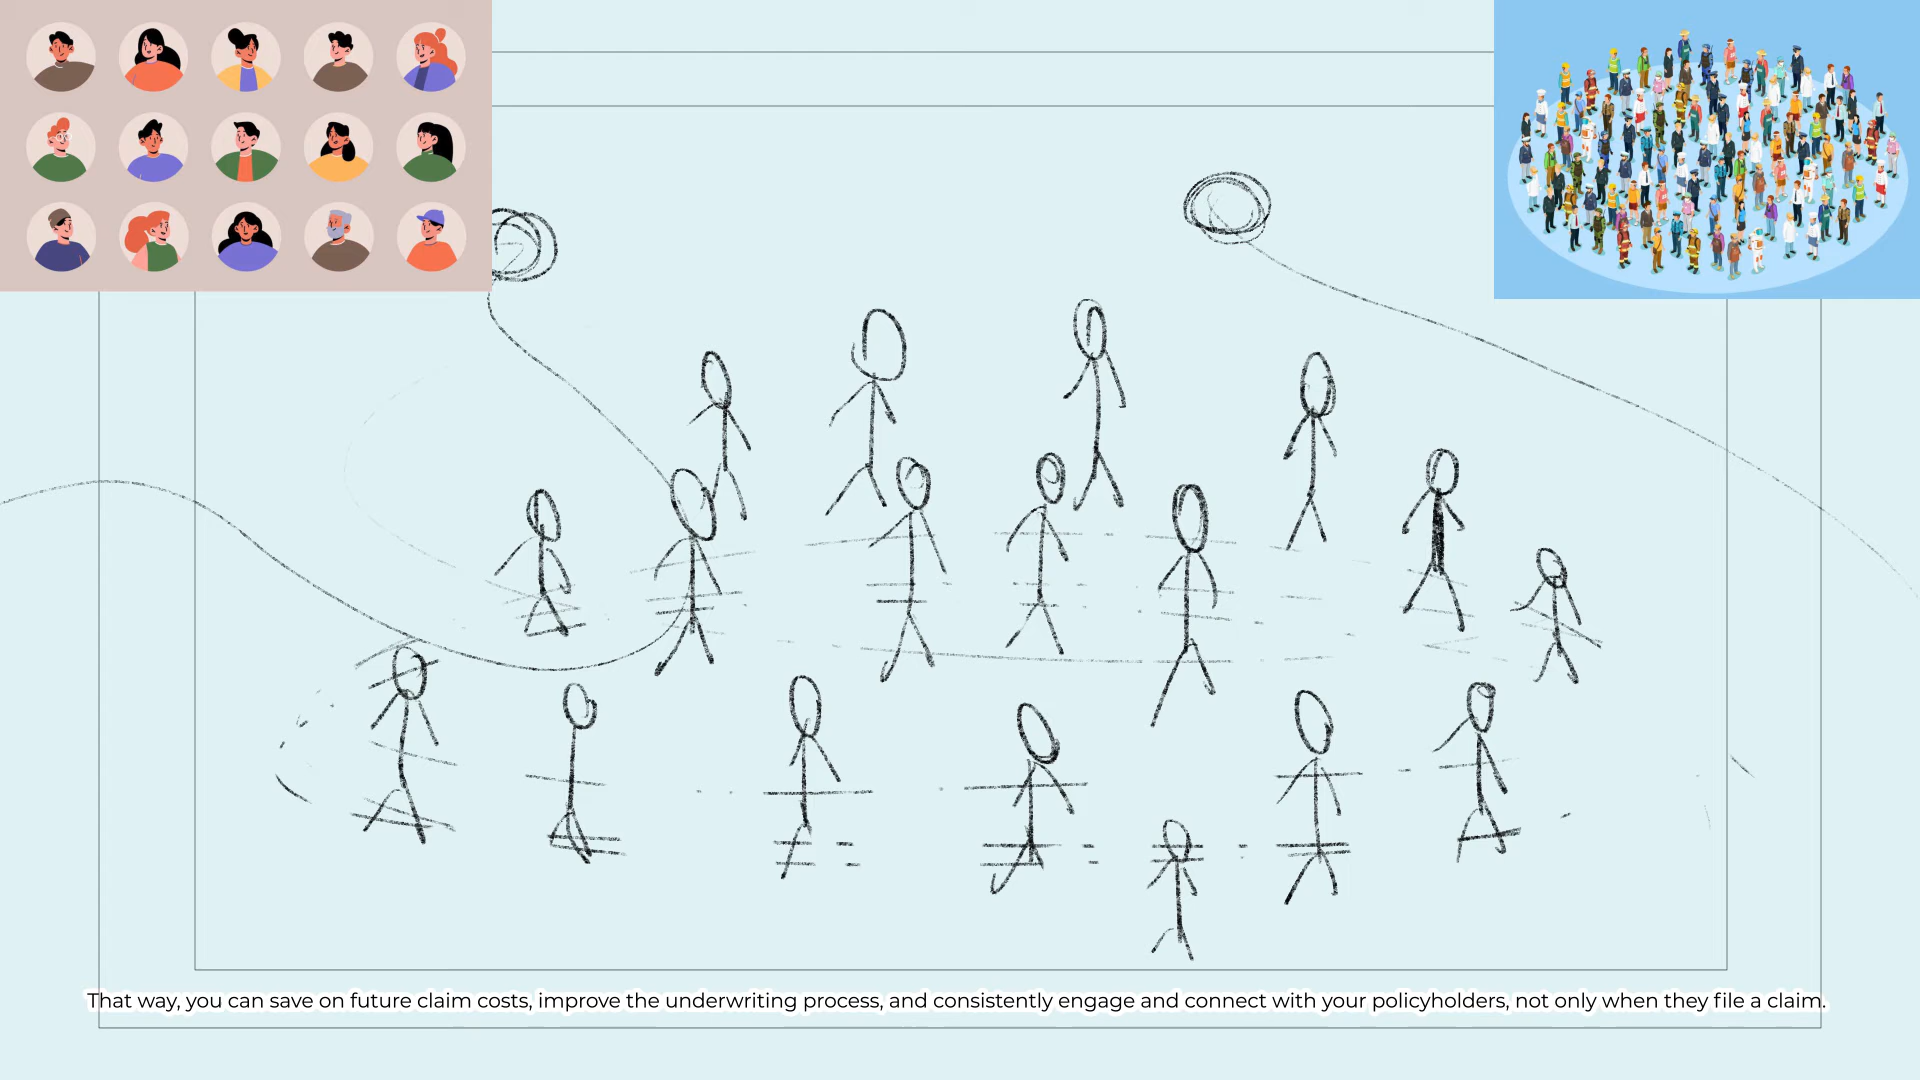 That way, you can save on future claim costs, improve the underwriting process, and consistently engage and connect with your policyholders, not only when they file a claim.